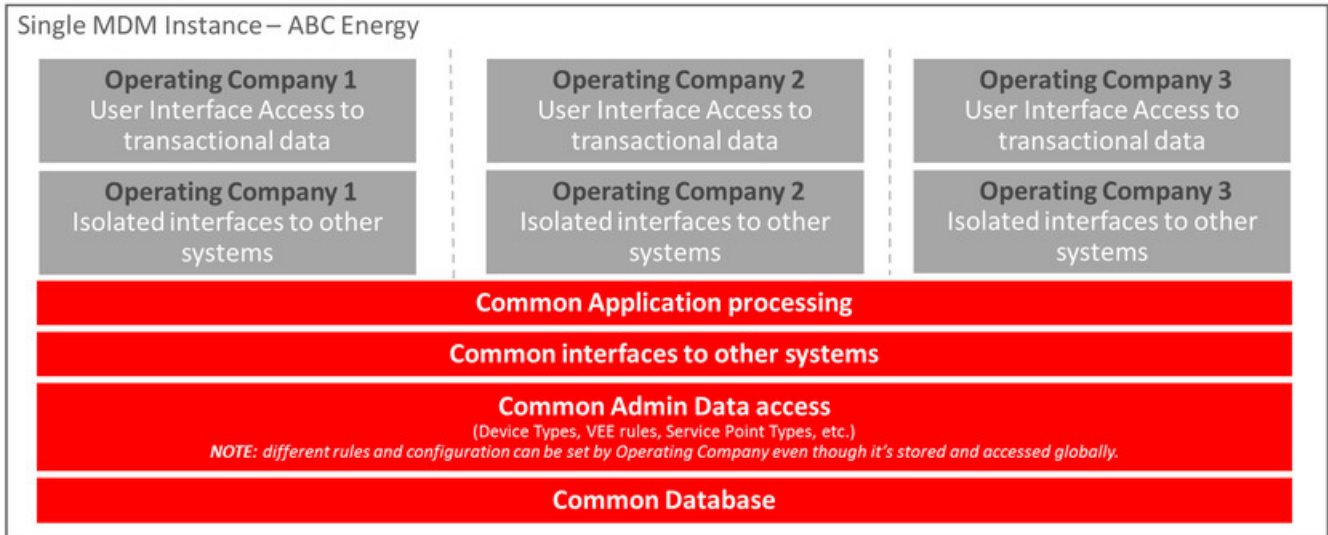 Single MDM Instance – ABC Energy
Operating Company 1
User Interface Access to
transactional data
Operating Company 2
User Interface Access to
transactional data
Operating Company 3
User Interface Access to
transactional data
Operating Company 1
Isolated interfaces to other
systems
Operating Company 2
Isolated interfaces to other
systems
Operating Company 3
Isolated interfaces to other
systems
Common Application processing
Common interfaces to other systems
Common Admin Data access
(Device Types, VEE rules, Service Point Types, etc.)
NOTE: different rules and configuration can be set by Operating Company even though it’s stored and accessed globally.
Common Database